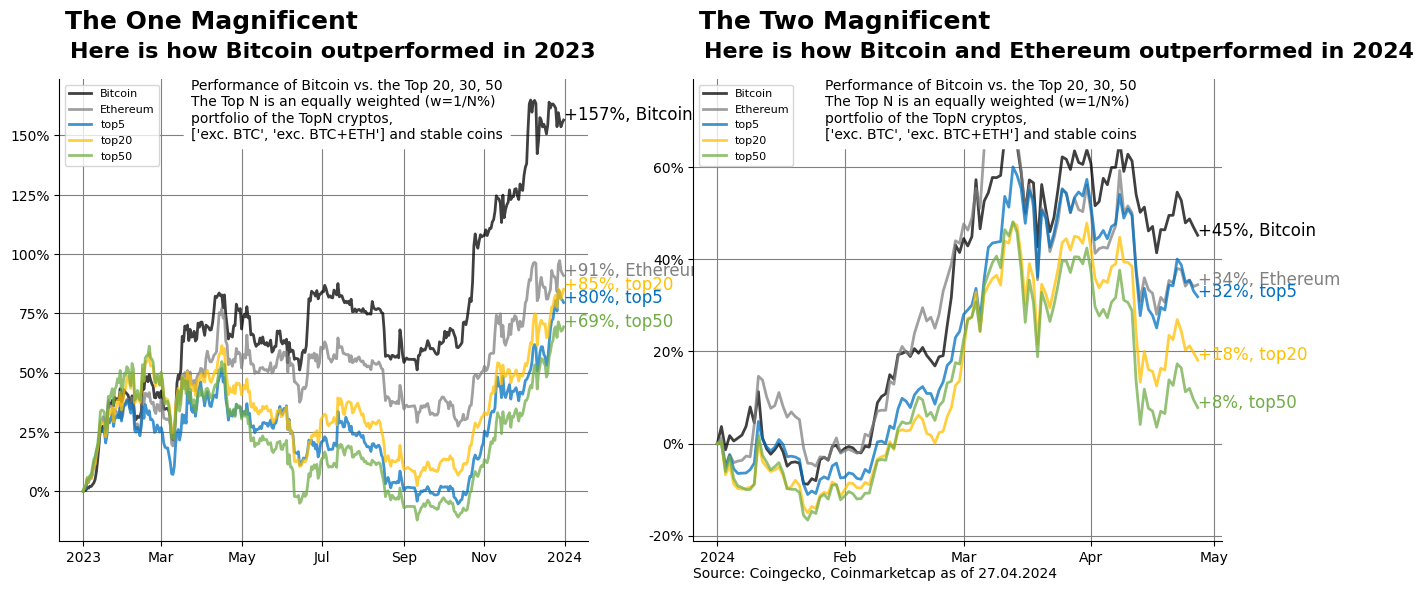 The One Magnificent
Here is how Bitcoin outperformed in 2023
Bitcoin
Ethereum
top5
top20
top50
Performance of Bitcoin vs. the Top 20, 30, 50
The Top N is an equally weighted (w=1/N%)
portfolio of the TopN cryptos,
['exc. BTC', 'exc. BTC+ETH'] and stable coins
150%
125%
100%
75%
50%
25%
0%
+157%, Bitcoin
+91%, Ethereum
+85%, top20
+80%, top5
+69%, top50
2023
Mar
May
Jul
Sep
Nov
2024
The Two Magnificent
Here is how Bitcoin and Ethereum outperformed in 2024
Bitcoin
Ethereum
top5
top20
top50
Performance of Bitcoin vs. the Top 20, 30, 50
The Top N is an equally weighted (w=1/N%)
portfolio of the TopN cryptos,
['exc. BTC', 'exc. BTC+ETH'] and stable coins
60%
40%
20%
0%
-20%
+45%, Bitcoin
+34%, Ethereum
+32%, top5
+18%, top20
+8%, top50
2024
Feb
Mar
Apr
May
Source: Coingecko, Coinmarketcap as of 27.04.2024